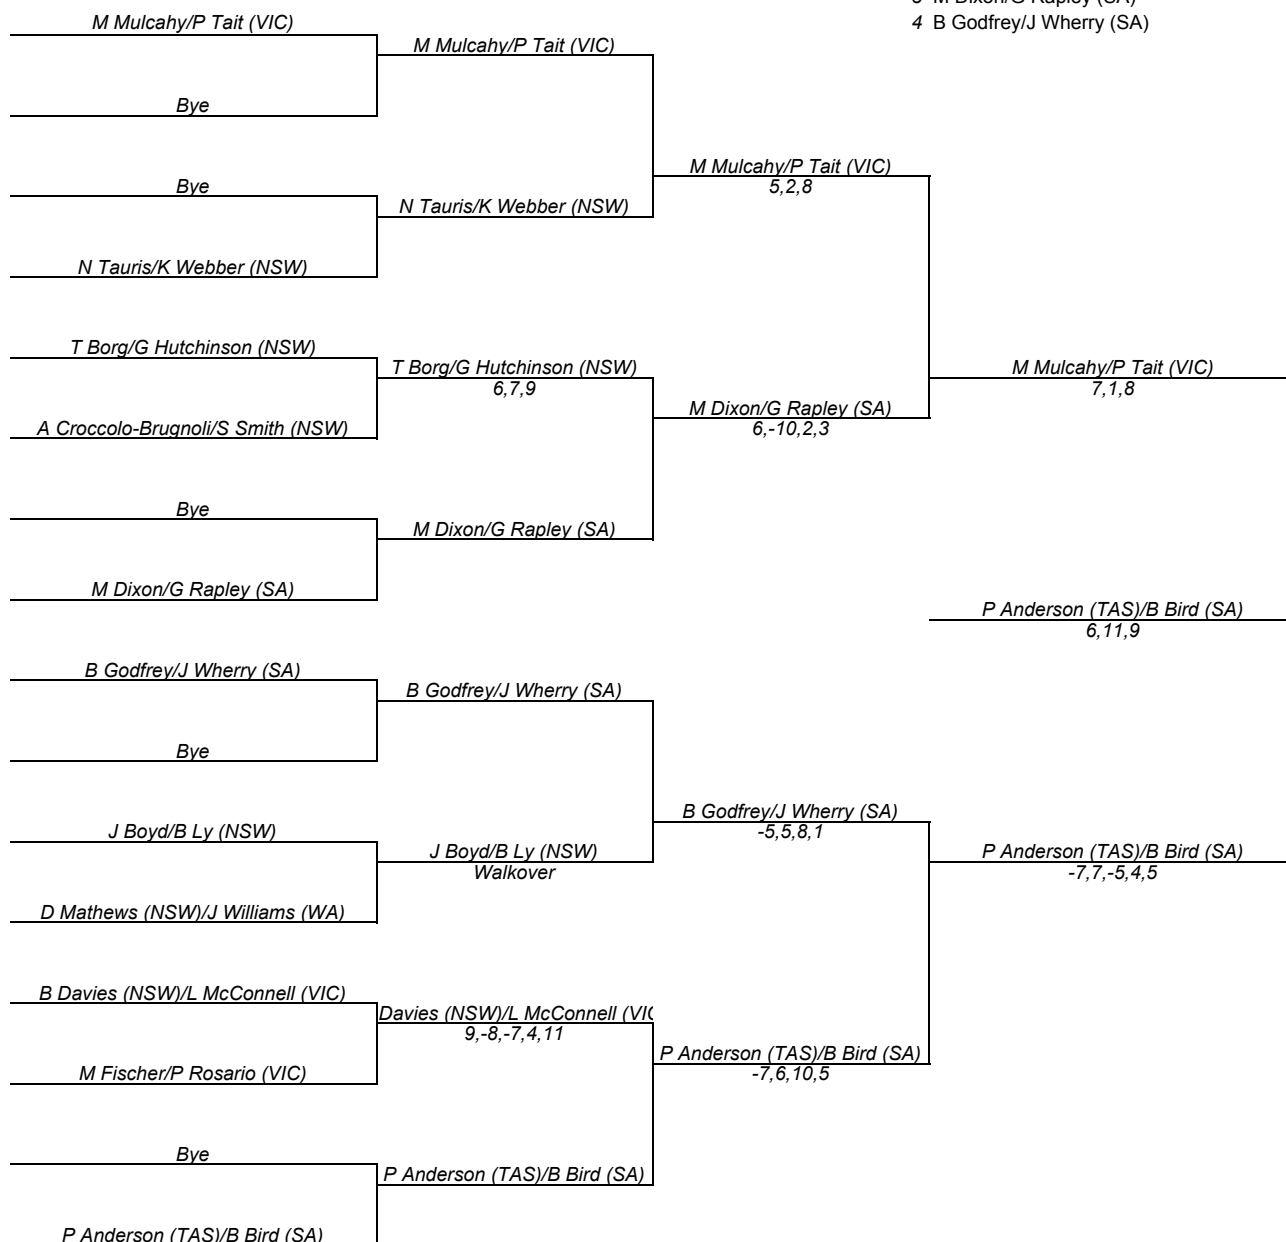 3 M Dixon/G Rapley (SA)
4 B Godfrey/J Wherry (SA)
M Mulcahy/P Tait (VIC)
M Mulcahy/P Tait (VIC)
Bye
M Mulcahy/P Tait (VIC)
5,2,8
Bye
N Tauris/K Webber (NSW)
N Tauris/K Webber (NSW)
T Borg/G Hutchinson (NSW)
T Borg/G Hutchinson (NSW)
6,7,9
M Mulcahy/P Tait (VIC)
7,1,8
A Croccolo-Brugnoli/S Smith (NSW)
M Dixon/G Rapley (SA)
6,-10,2,3
Bye
M Dixon/G Rapley (SA)
M Dixon/G Rapley (SA)
P Anderson (TAS)/B Bird (SA)
6,11,9
B Godfrey/J Wherry (SA)
B Godfrey/J Wherry (SA)
Bye
B Godfrey/J Wherry (SA)
-5,5,8,1
J Boyd/B Ly (NSW)
J Boyd/B Ly (NSW)
Walkover
P Anderson (TAS)/B Bird (SA)
-7,7,-5,4,5
D Mathews (NSW)/J Williams (WA)
B Davies (NSW)/L McConnell (VIC)
Davies (NSW)/L McConnell (VIC
9,-8,-7,4,11
P Anderson (TAS)/B Bird (SA)
-7,6,10,5
M Fischer/P Rosario (VIC)
Bye
P Anderson (TAS)/B Bird (SA)
P Anderson (TAS)/B Bird (SA)